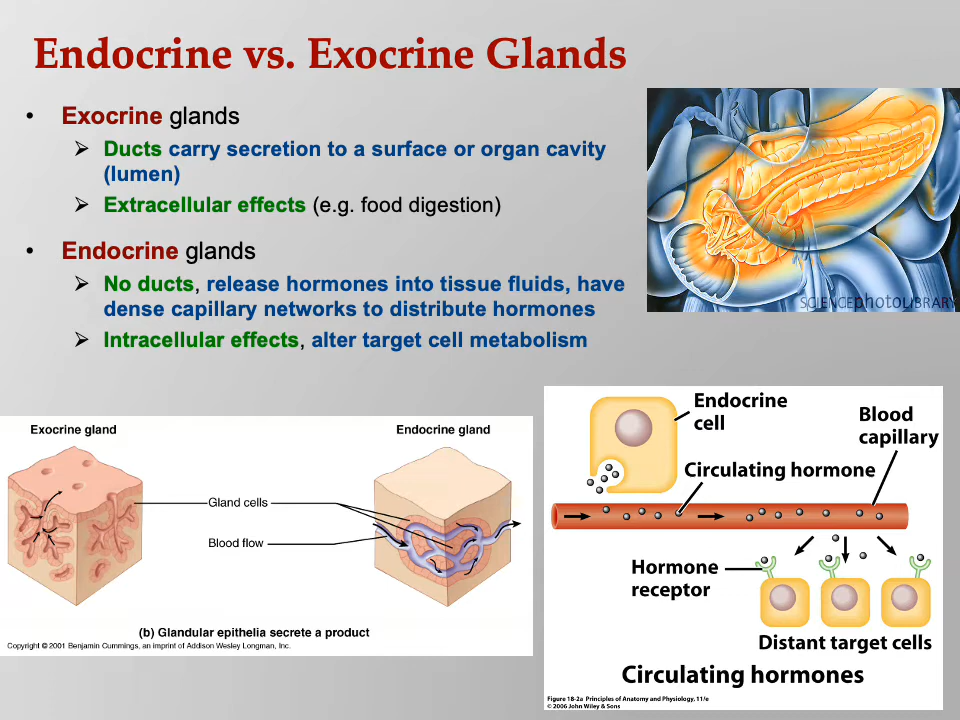 Endocrine vs. Exocrine Glands
• Exocrine glands
➢ Ducts carry secretion to a surface or organ cavity
(lumen)
➢ Extracellular effects (e.g. food digestion)
• Endocrine glands
➢ No ducts, release hormones into tissue fluids, have
dense capillary networks to distribute hormones
➢ Intracellular effects, alter target cell metabolism
SCIENCEphotoLIBRARY
Exocrine gland
Endocrine gland
Gland cells
Blood flow
(b) Glandular epithelia secrete a product
Copyright © 2001 Benjamin Cummings, an imprint of Addison Wesley Longman, Inc.
Endocrine
cell
Blood
capillary
Circulating hormone
Hormone
receptor
Distant target cells
Circulating hormones
Figure 18-2a Principles of Anatomy and Physiology, 11/e
© 2006 John Wiley & Sons